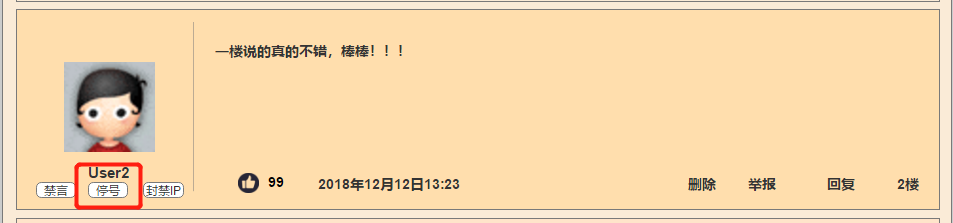 一楼说的真的不错，棒棒！！！
User2
禁言 停号 封禁IP
99 2018年12月12日13:23 删除 举报 回复 2楼